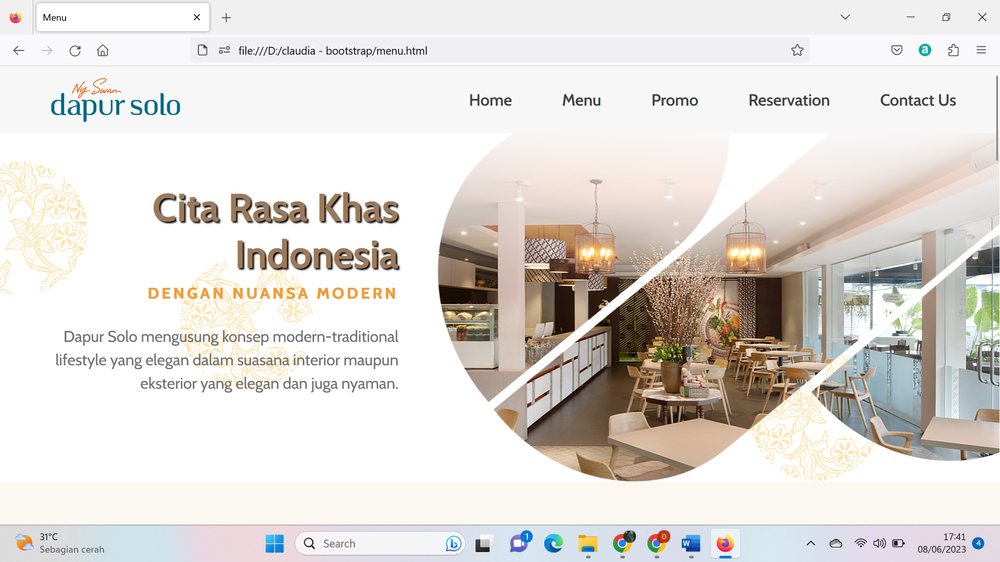 Menu
file:///D:/claudia - bootstrap/menu.html
Ny. Swan
dapur solo
Home
Menu
Promo
Reservation
Contact Us
Cita Rasa Khas
Indonesia
DENGAN NUANSA MODERN
Dapur Solo mengusung konsep modern-traditional
lifestyle yang elegan dalam suasana interior maupun
eksterior yang elegan dan juga nyaman.
31°C
Sebagian cerah
Search
1
0
17:41
08/06/2023
4